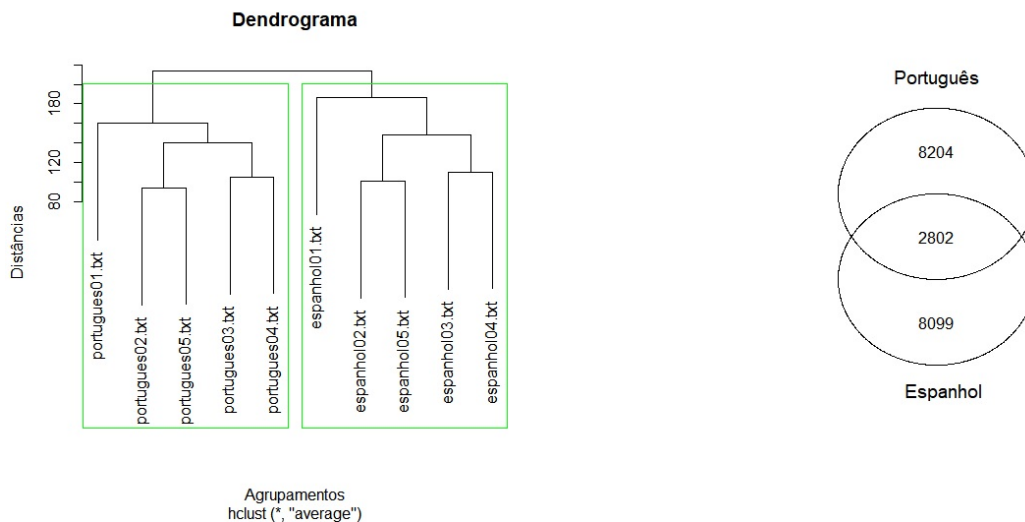 Dendrograma
Distâncias
180
120
80
portugues01.txt
portugues02.txt
portugues05.txt
portugues03.txt
portugues04.txt
espanhol01.txt
espanhol02.txt
espanhol05.txt
espanhol03.txt
espanhol04.txt
Agrupamentos
hclust (*, "average")
Português
8204
2802
8099
Espanhol